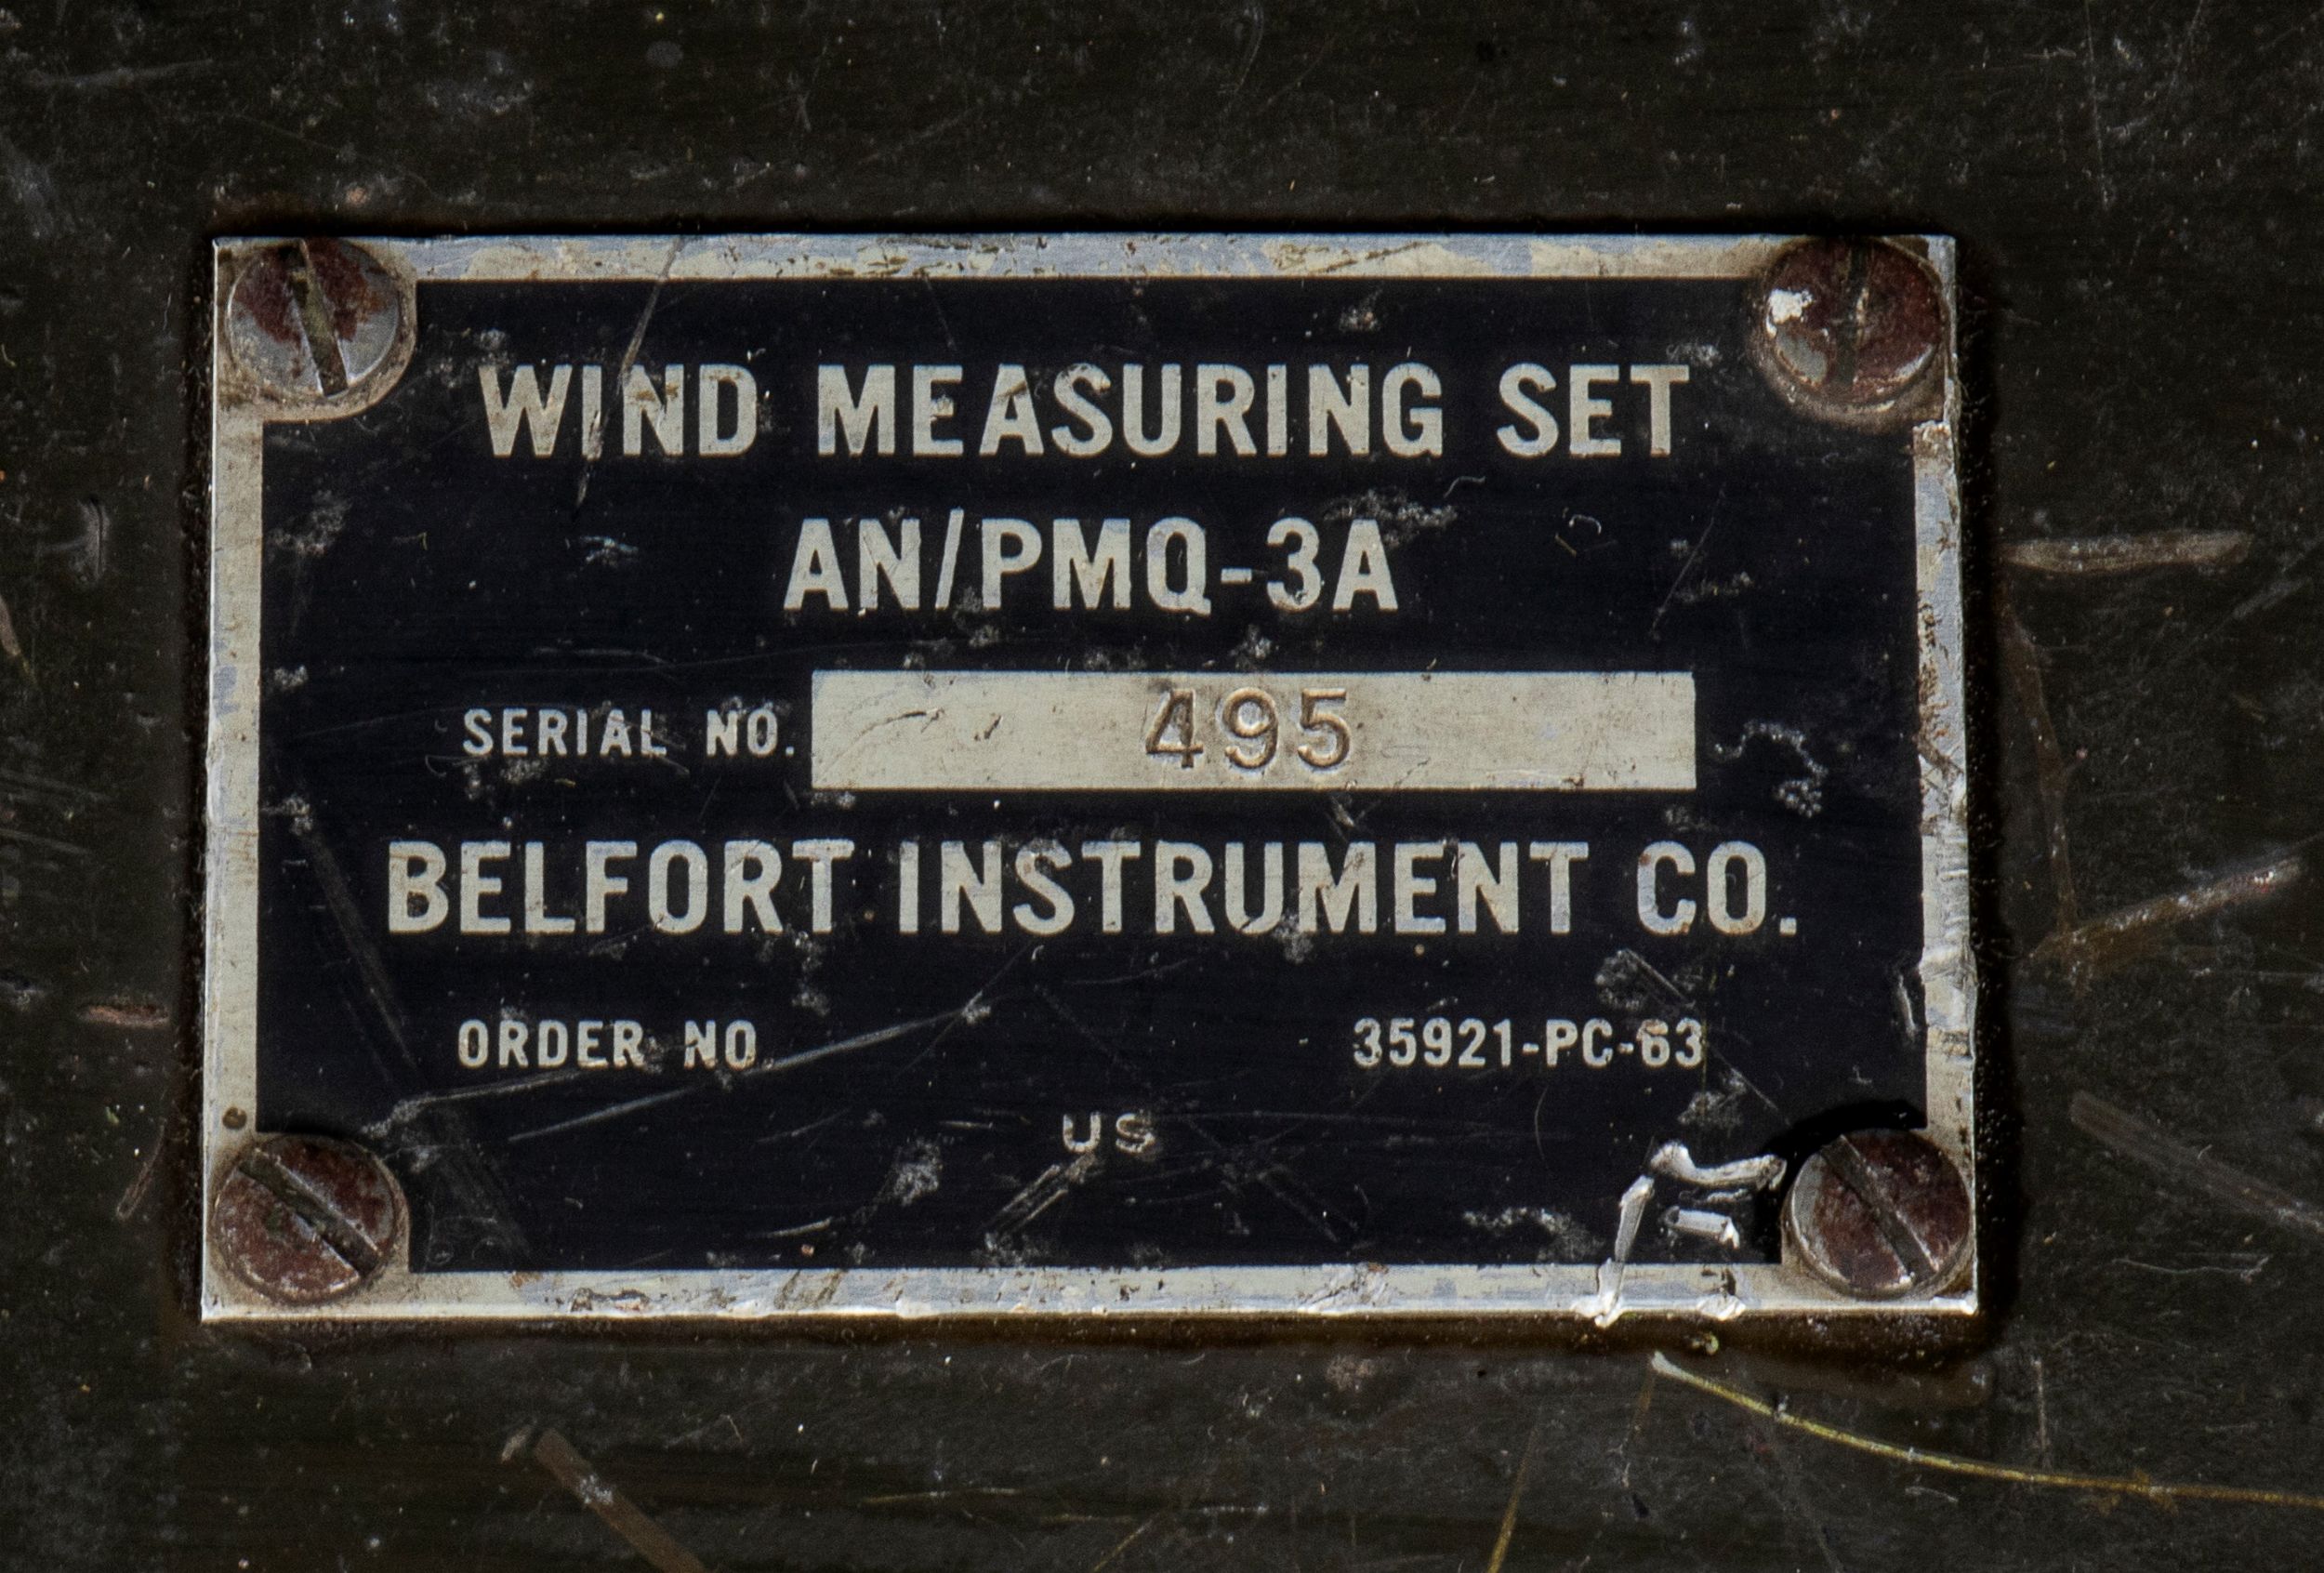 WIND MEASURING SET
AN/PMQ-3A
SERIAL NO. 495
BELFORT INSTRUMENT CO.
ORDER NO 35921-PC-63
US